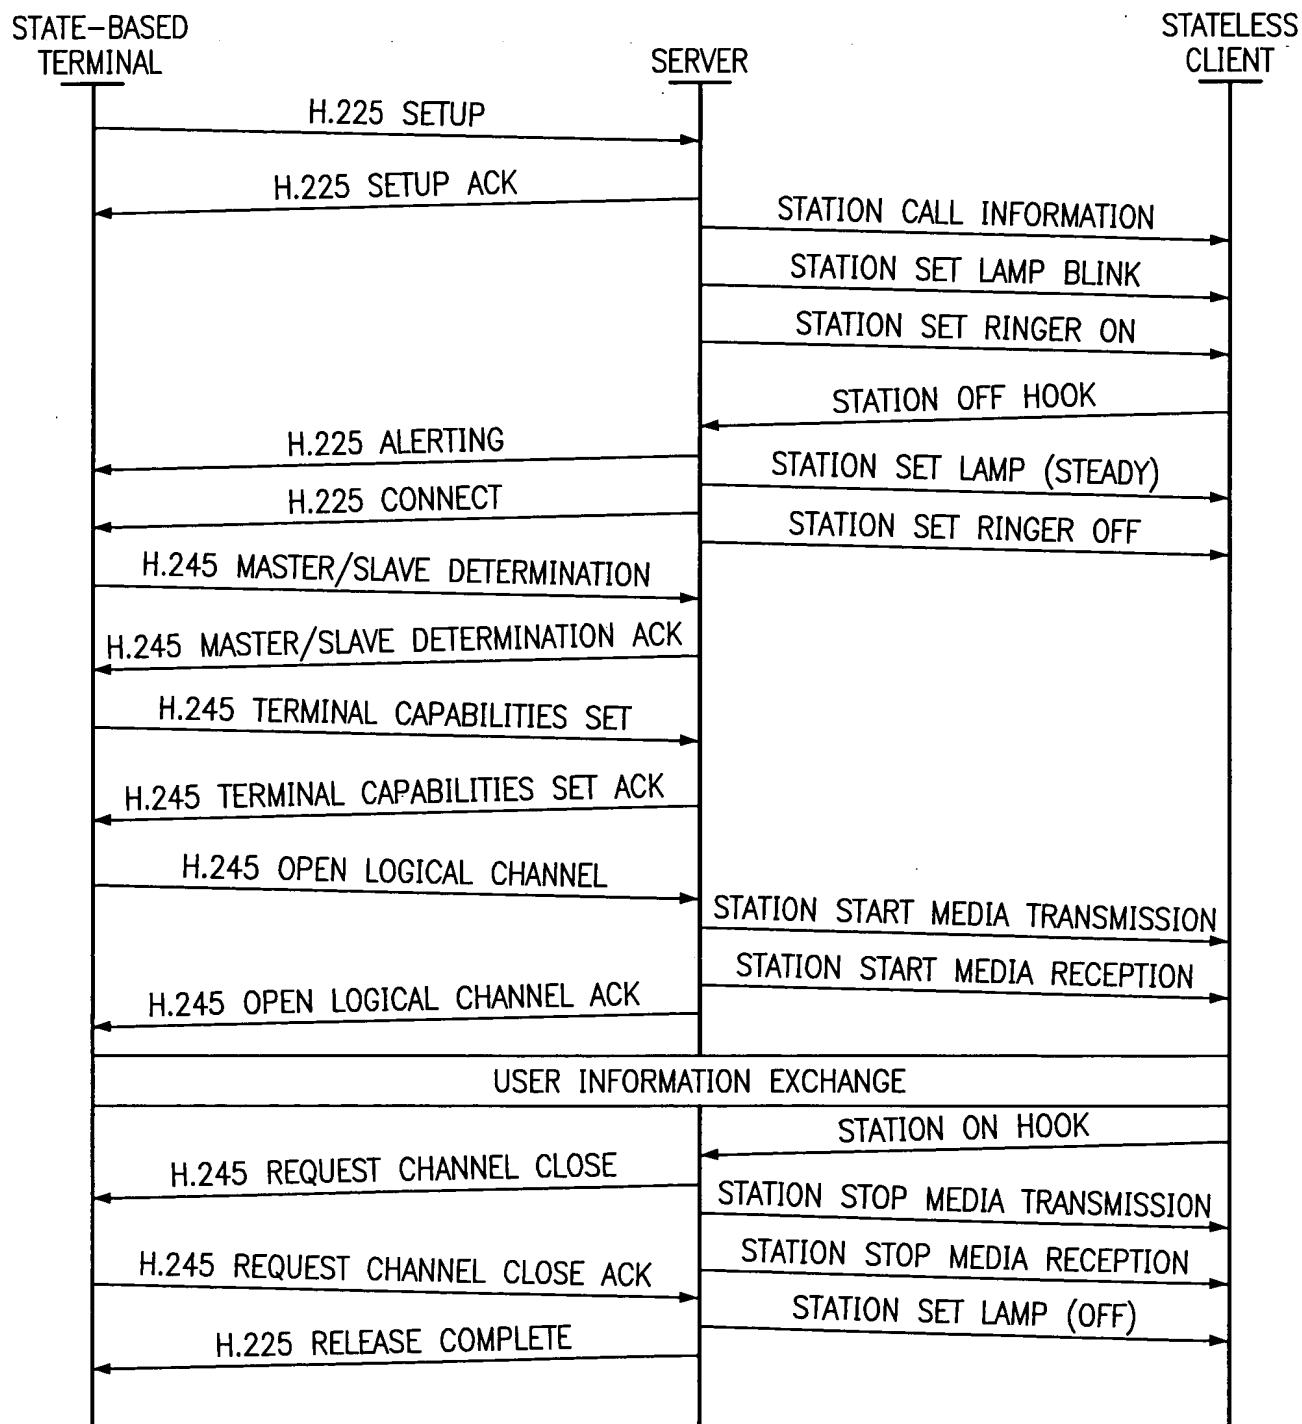 STATE-BASED
TERMINAL
SERVER
STATELESS
CLIENT
H.225 SETUP
H.225 SETUP ACK
STATION CALL INFORMATION
STATION SET LAMP BLINK
STATION SET RINGER ON
STATION OFF HOOK
H.225 ALERTING
STATION SET LAMP (STEADY)
H.225 CONNECT
STATION SET RINGER OFF
H.245 MASTER/SLAVE DETERMINATION
H.245 MASTER/SLAVE DETERMINATION ACK
H.245 TERMINAL CAPABILITIES SET
H.245 TERMINAL CAPABILITIES SET ACK
H.245 OPEN LOGICAL CHANNEL
STATION START MEDIA TRANSMISSION
STATION START MEDIA RECEPTION
H.245 OPEN LOGICAL CHANNEL ACK
USER INFORMATION EXCHANGE
STATION ON HOOK
H.245 REQUEST CHANNEL CLOSE
STATION STOP MEDIA TRANSMISSION
STATION STOP MEDIA RECEPTION
H.245 REQUEST CHANNEL CLOSE ACK
STATION SET LAMP (OFF)
H.225 RELEASE COMPLETE